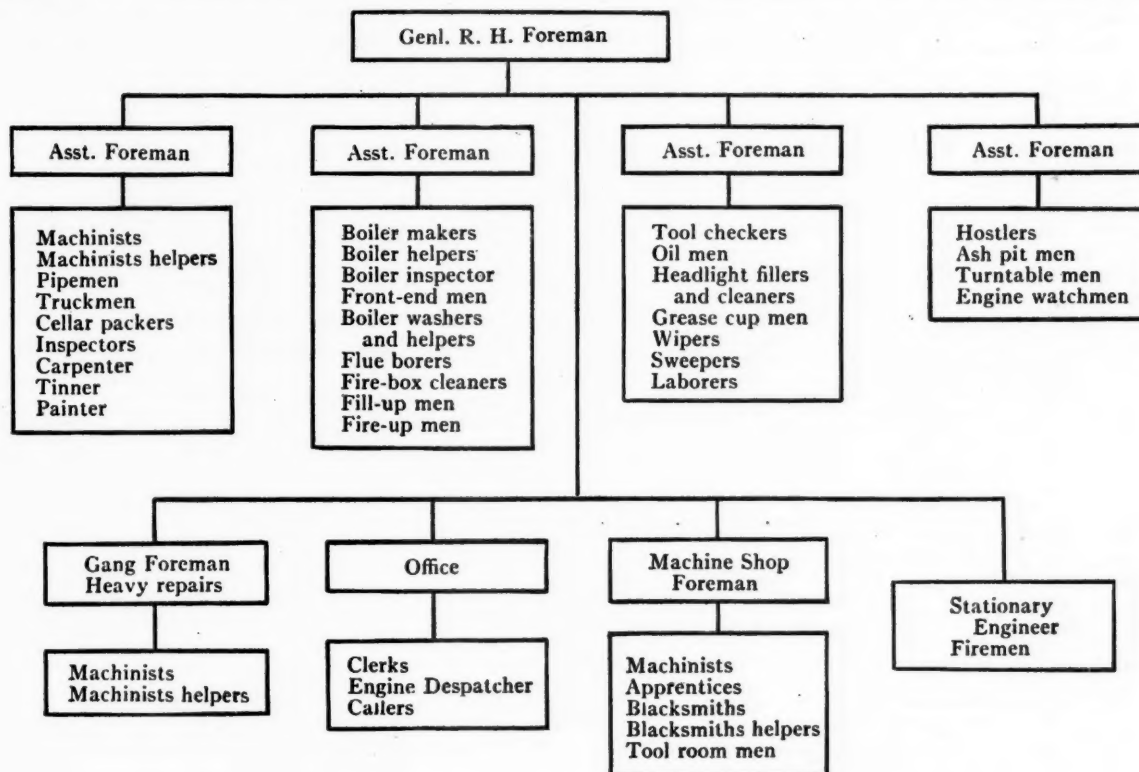 Genl. R. H. Foreman
Asst. Foreman
Machinists
Machinists helpers
Pipemen
Truckmen
Cellar packers
Inspectors
Carpenter
Tinner
Painter
Asst. Foreman
Boiler makers
Boiler helpers
Boiler inspector
Front-end men
Boiler washers
and helpers
Flue borers
Fire-box cleaners
Fill-up men
Fire-up men
Asst. Foreman
Tool checkers
Oil men
Headlight fillers
and cleaners
Grease cup men
Wipers
Sweepers
Laborers
Asst. Foreman
Hostlers
Ash pit men
Turntable men
Engine watchmen
Gang Foreman
Heavy repairs
Machinists
Machinists helpers
Office
Clerks
Engine Despatcher
Callers
Machine Shop
Foreman
Machinists
Apprentices
Blacksmiths
Blacksmiths helpers
Tool room men
Stationary
Engineer
Firemen